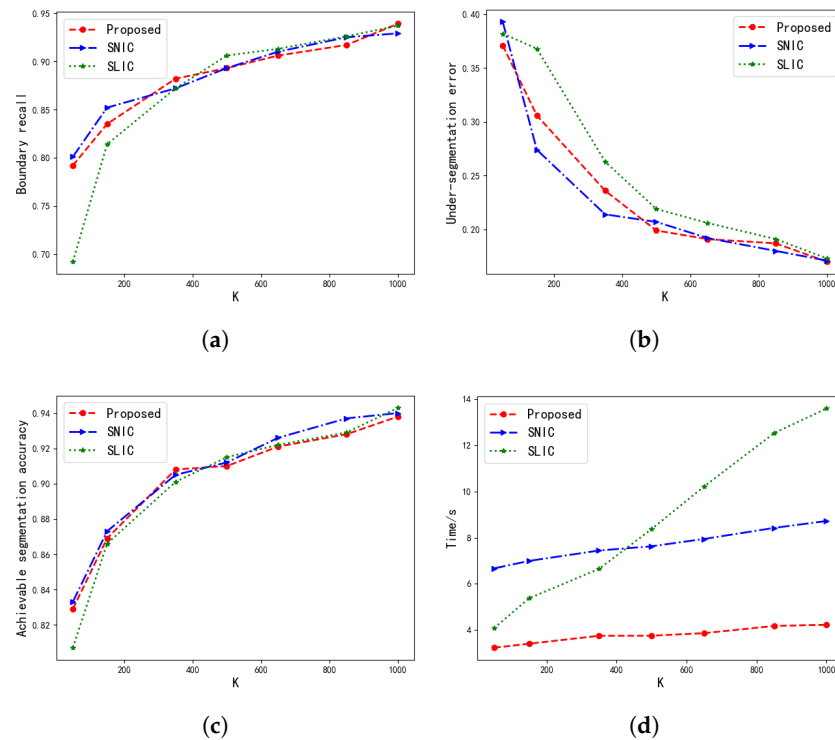 0.95
0.90
0.85
0.80
0.75
0.70
Boundary recall
Proposed
SNIC
SLIC
200 400 600 800 1000
K
(a)
0.40
0.35
0.30
0.25
0.20
Under-segmentation error
Proposed
SNIC
SLIC
200 400 600 800 1000
K
(b)
0.94
0.92
0.90
0.88
0.86
0.84
0.82
Achievable segmentation accuracy
Proposed
SNIC
SLIC
200 400 600 800 1000
K
(c)
14
12
10
8
6
4
Time/s
Proposed
SNIC
SLIC
200 400 600 800 1000
K
(d)